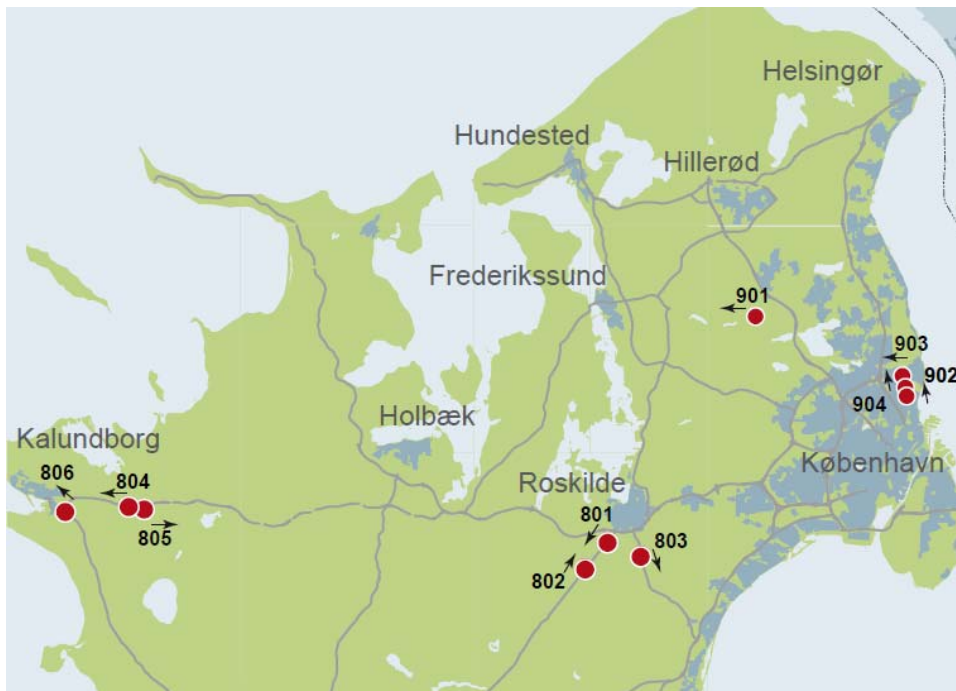 Helsingør
Hundested
Hillerød
Frederikssund
901
903
902
904
Holbæk
Kalundborg
København
806
804
Roskilde
801
805
803
802